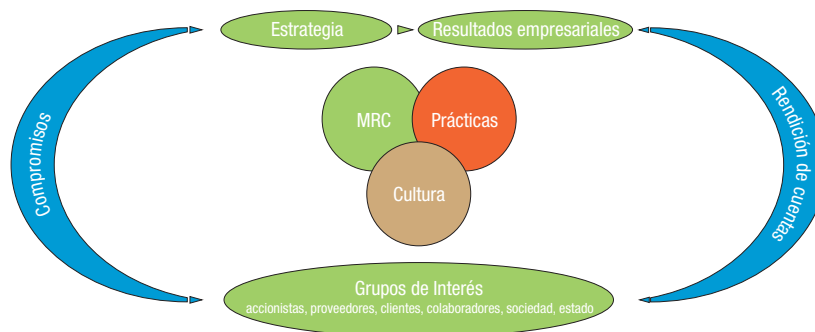 Estrategia
Resultados empresariales
Compromisos
MRC
Prácticas
Cultura
Rendición de cuentas
Grupos de Interés
accionistas, proveedores, clientes, colaboradores, sociedad, estado